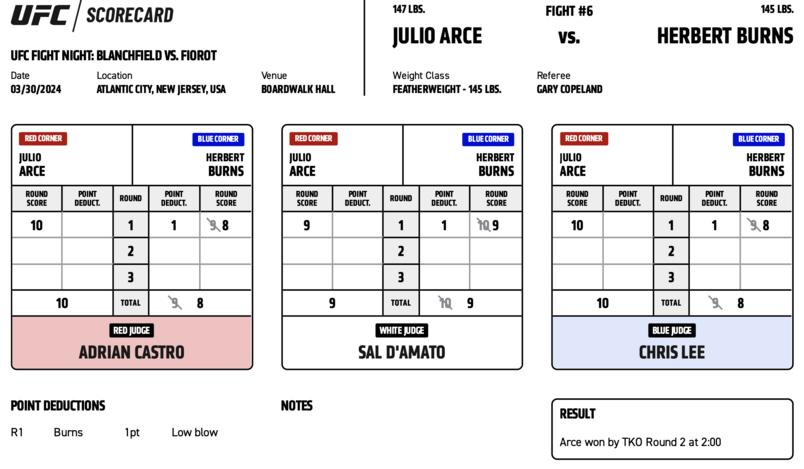 UFC / SCORECARD
UFC FIGHT NIGHT: BLANCHFIELD VS. FIOROT
Date Location Venue
03/30/2024 ATLANTIC CITY, NEW JERSEY, USA BOARDWALK HALL
147 LBS. FIGHT #6 145 LBS.
JULIO ARCE vs. HERBERT BURNS
Weight Class Referee
FEATHERWEIGHT - 145 LBS. GARY COPELAND
RED CORNER BLUE CORNER
JULIO HERBERT
ARCE BURNS
ROUND SCORE POINT DEDUCT. ROUND POINT DEDUCT. ROUND SCORE
10 1 1 9 8
2
3
10 TOTAL 9 8
RED JUDGE
ADRIAN CASTRO
RED CORNER BLUE CORNER
JULIO HERBERT
ARCE BURNS
ROUND SCORE POINT DEDUCT. ROUND POINT DEDUCT. ROUND SCORE
9 1 1 10 9
2
3
9 TOTAL 10 9
WHITE JUDGE
SAL D'AMATO
RED CORNER BLUE CORNER
JULIO HERBERT
ARCE BURNS
ROUND SCORE POINT DEDUCT. ROUND POINT DEDUCT. ROUND SCORE
10 1 1 9 8
2
3
10 TOTAL 9 8
BLUE JUDGE
CHRIS LEE
POINT DEDUCTIONS
R1 Burns 1pt Low blow
NOTES
RESULT
Arce won by TKO Round 2 at 2:00